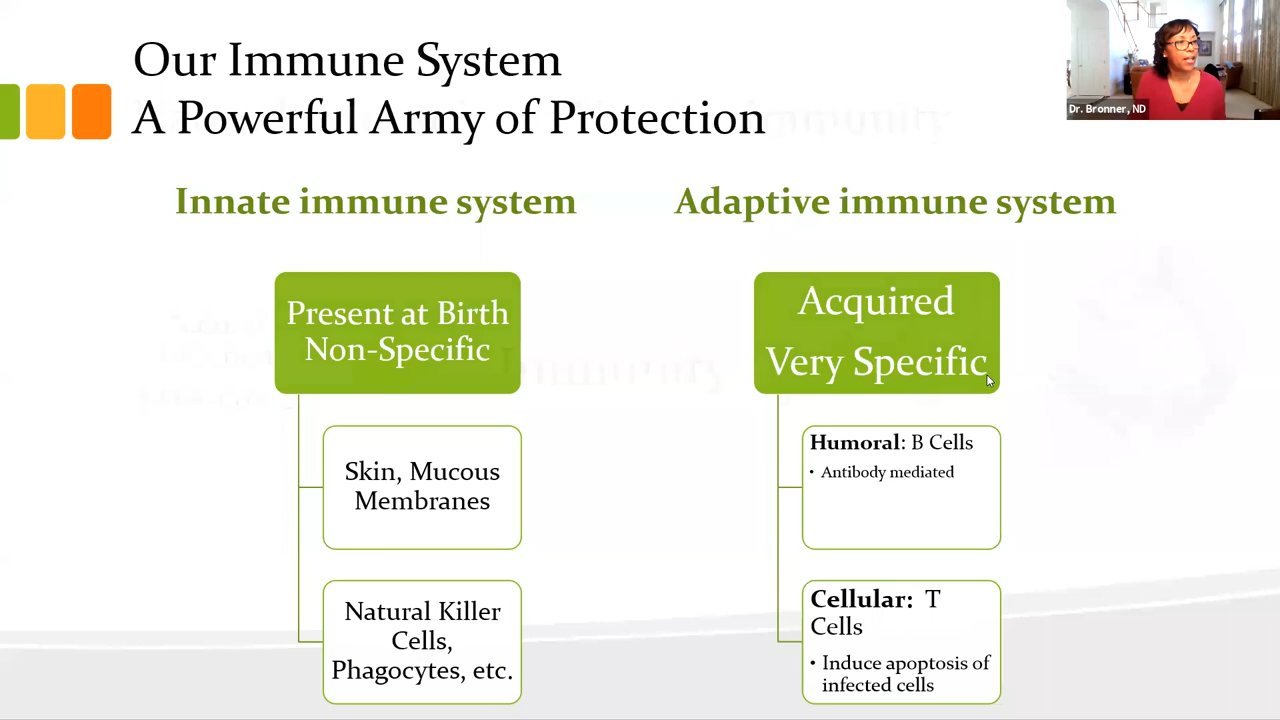 Our Immune System
A Powerful Army of Protection
Dr. Bronner, ND
Innate immune system
Adaptive immune system
Present at Birth
Non-Specific
Skin, Mucous
Membranes
Natural Killer
Cells,
Phagocytes, etc.
Acquired
Very Specific
Humoral: B Cells
• Antibody mediated
Cellular: T
Cells
• Induce apoptosis of
infected cells